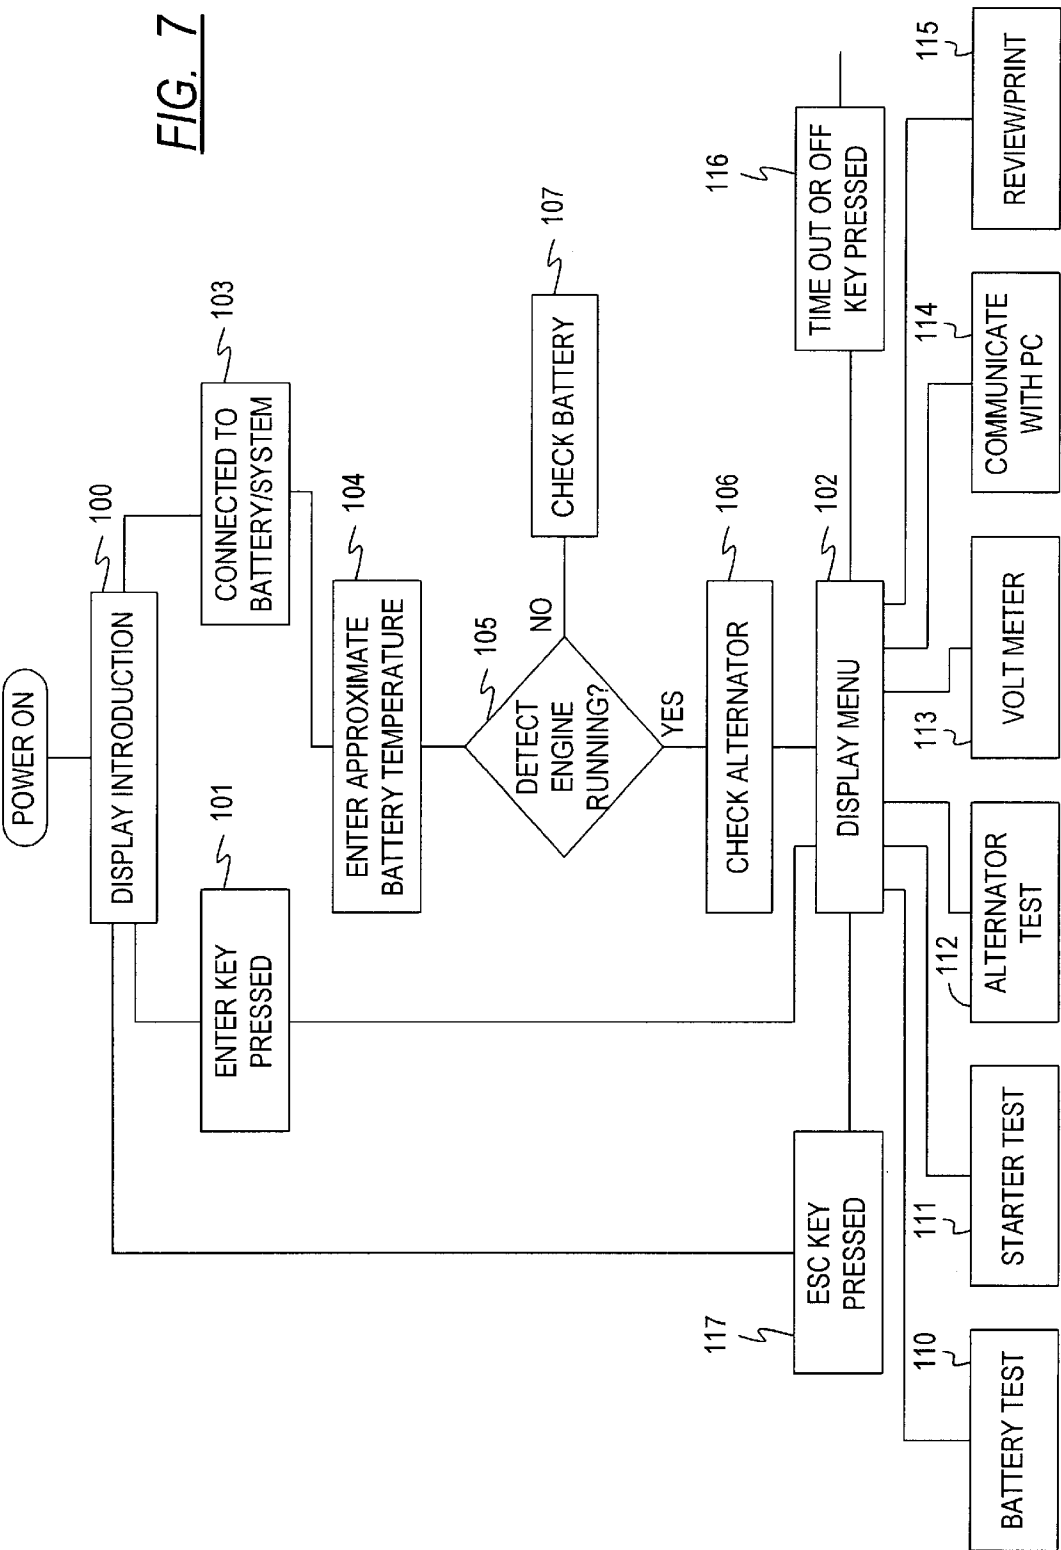 FIG. 7
POWER ON
DISPLAY INTRODUCTION
100
ENTER KEY
PRESSED
101
CONNECTED TO
BATTERY/SYSTEM
103
ENTER APPROXIMATE
BATTERY TEMPERATURE
104
DETECT
ENGINE
RUNNING?
105
NO
CHECK BATTERY
107
YES
CHECK ALTERNATOR
106
ESC KEY
PRESSED
117
DISPLAY MENU
102
TIME OUT OR OFF
KEY PRESSED
116
BATTERY TEST
110
STARTER TEST
111
ALTERNATOR
TEST
112
VOLT METER
113
COMMUNICATE
WITH PC
114
REVIEW/PRINT
115